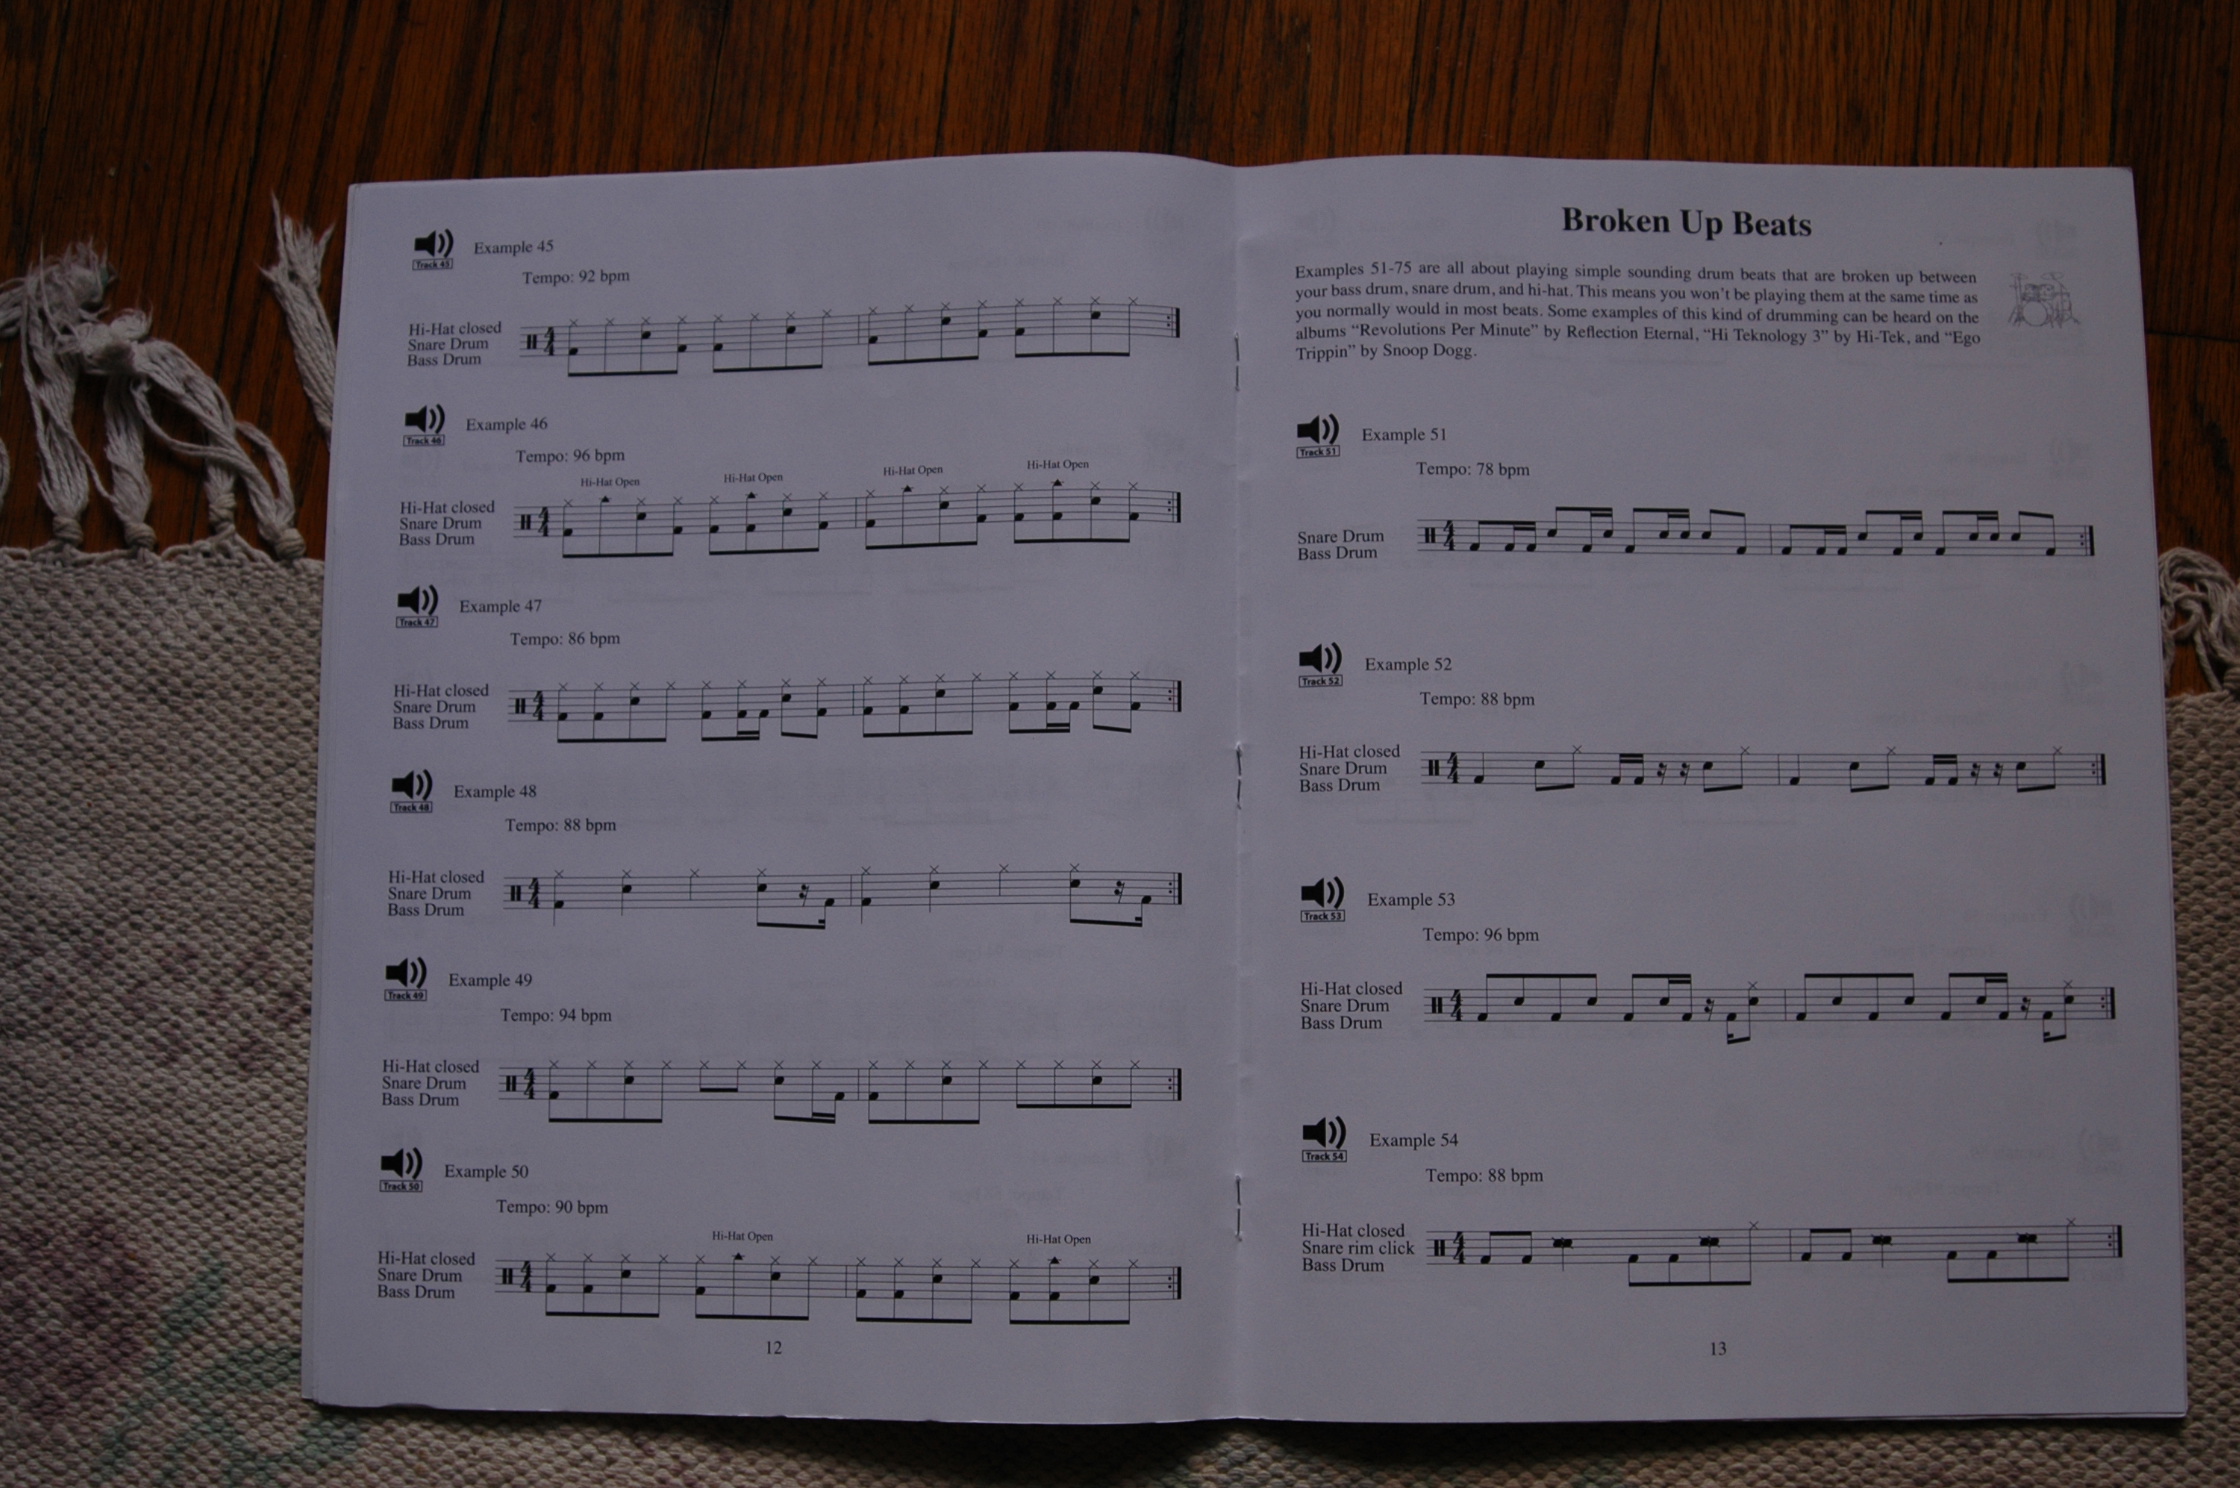 Example 45
Track 45
Tempo: 92 bpm
Hi-Hat closed
Snare Drum
Bass Drum
4
4
Example 46
Track 46
Tempo: 96 bpm
Hi-Hat Open Hi-Hat Open Hi-Hat Open Hi-Hat Open
Hi-Hat closed
Snare Drum
Bass Drum
4
4
Example 47
Track 47
Tempo: 86 bpm
Hi-Hat closed
Snare Drum
Bass Drum
4
4
Example 48
Track 48
Tempo: 88 bpm
Hi-Hat closed
Snare Drum
Bass Drum
4
4
Example 49
Track 49
Tempo: 94 bpm
Hi-Hat closed
Snare Drum
Bass Drum
4
4
Example 50
Track 50
Tempo: 90 bpm
Hi-Hat Open Hi-Hat Open
Hi-Hat closed
Snare Drum
Bass Drum
4
4
12
Broken Up Beats
Examples 51-75 are all about playing simple sounding drum beats that are broken up between
your bass drum, snare drum, and hi-hat. This means you won't be playing them at the same time as
you normally would in most beats. Some examples of this kind of drumming can be heard on the
albums “Revolutions Per Minute” by Reflection Eternal, “Hi Teknology 3” by Hi-Tek, and “Ego
Trippin” by Snoop Dogg.
Example 51
Track 51
Tempo: 78 bpm
Snare Drum
Bass Drum
4
4
Example 52
Track 52
Tempo: 88 bpm
Hi-Hat closed
Snare Drum
Bass Drum
4
4
Example 53
Track 53
Tempo: 96 bpm
Hi-Hat closed
Snare Drum
Bass Drum
4
4
Example 54
Track 54
Tempo: 88 bpm
Hi-Hat closed
Snare rim click
Bass Drum
4
4
13